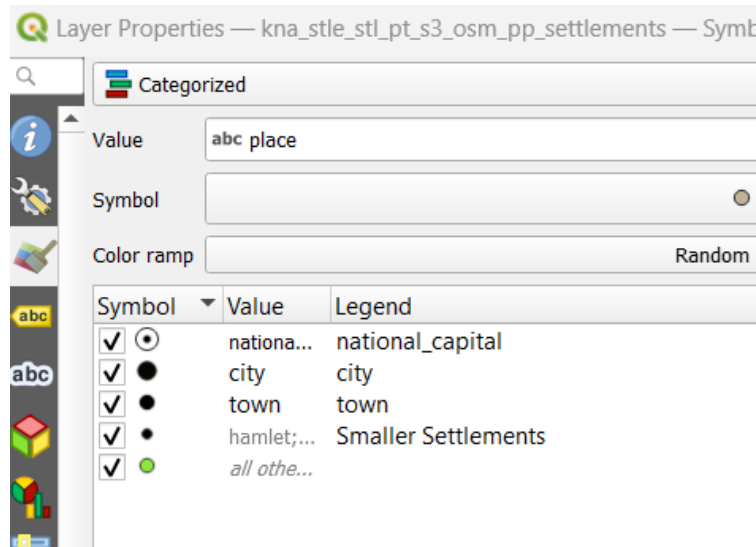 Layer Properties — kna_stle_stl_pt_s3_osm_pp_settlements — Symb
Categorized
Value abc place
Symbol
Color ramp Random
abc
abc
Symbol Value Legend
nationa... national_capital
city city
town town
hamlet;... Smaller Settlements
all othe...